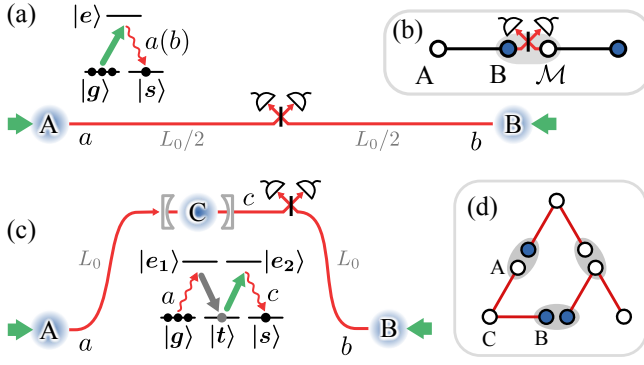 (a)
|e⟩
a(b)
|g⟩ |s⟩
A
a
L₀/2
L₀/2
b
B
(b)
A
B
ℳ
(c)
C
c
L₀
L₀
|e₁⟩
|e₂⟩
a
c
|g⟩ |t⟩ |s⟩
A
a
b
B
(d)
A
C
B